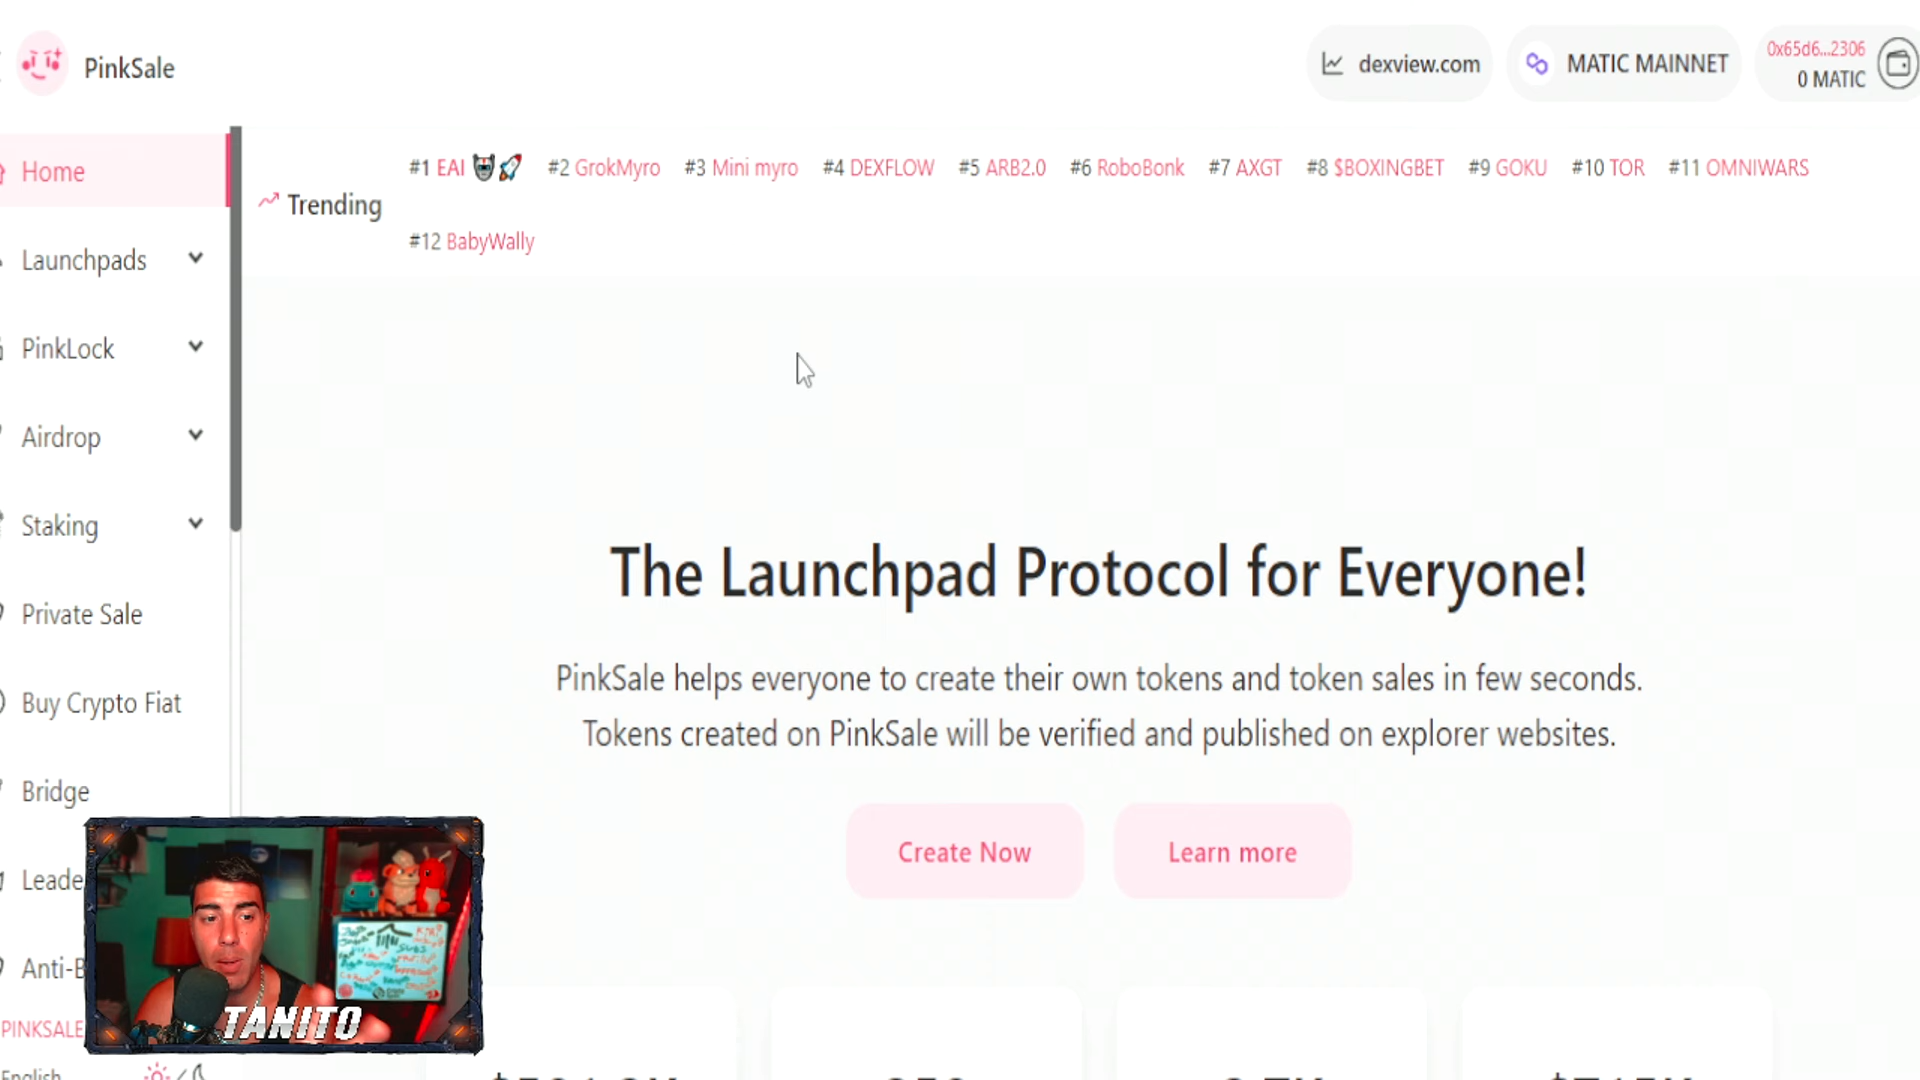 PinkSale
dexview.com
MATIC MAINNET
0x65d6...2306
0 MATIC
Home
Launchpads
PinkLock
Airdrop
Staking
Private Sale
Buy Crypto Fiat
Bridge
Leade
Anti-B
PINKSALE
English
Trending
#1 EAI #2 GrokMyro #3 Mini myro #4 DEXFLOW #5 ARB2.0 #6 RoboBonk #7 AXGT #8 $BOXINGBET #9 GOKU #10 TOR #11 OMNIWARS
#12 BabyWally
The Launchpad Protocol for Everyone!
PinkSale helps everyone to create their own tokens and token sales in few seconds.
Tokens created on PinkSale will be verified and published on explorer websites.
Create Now
Learn more
TANITO